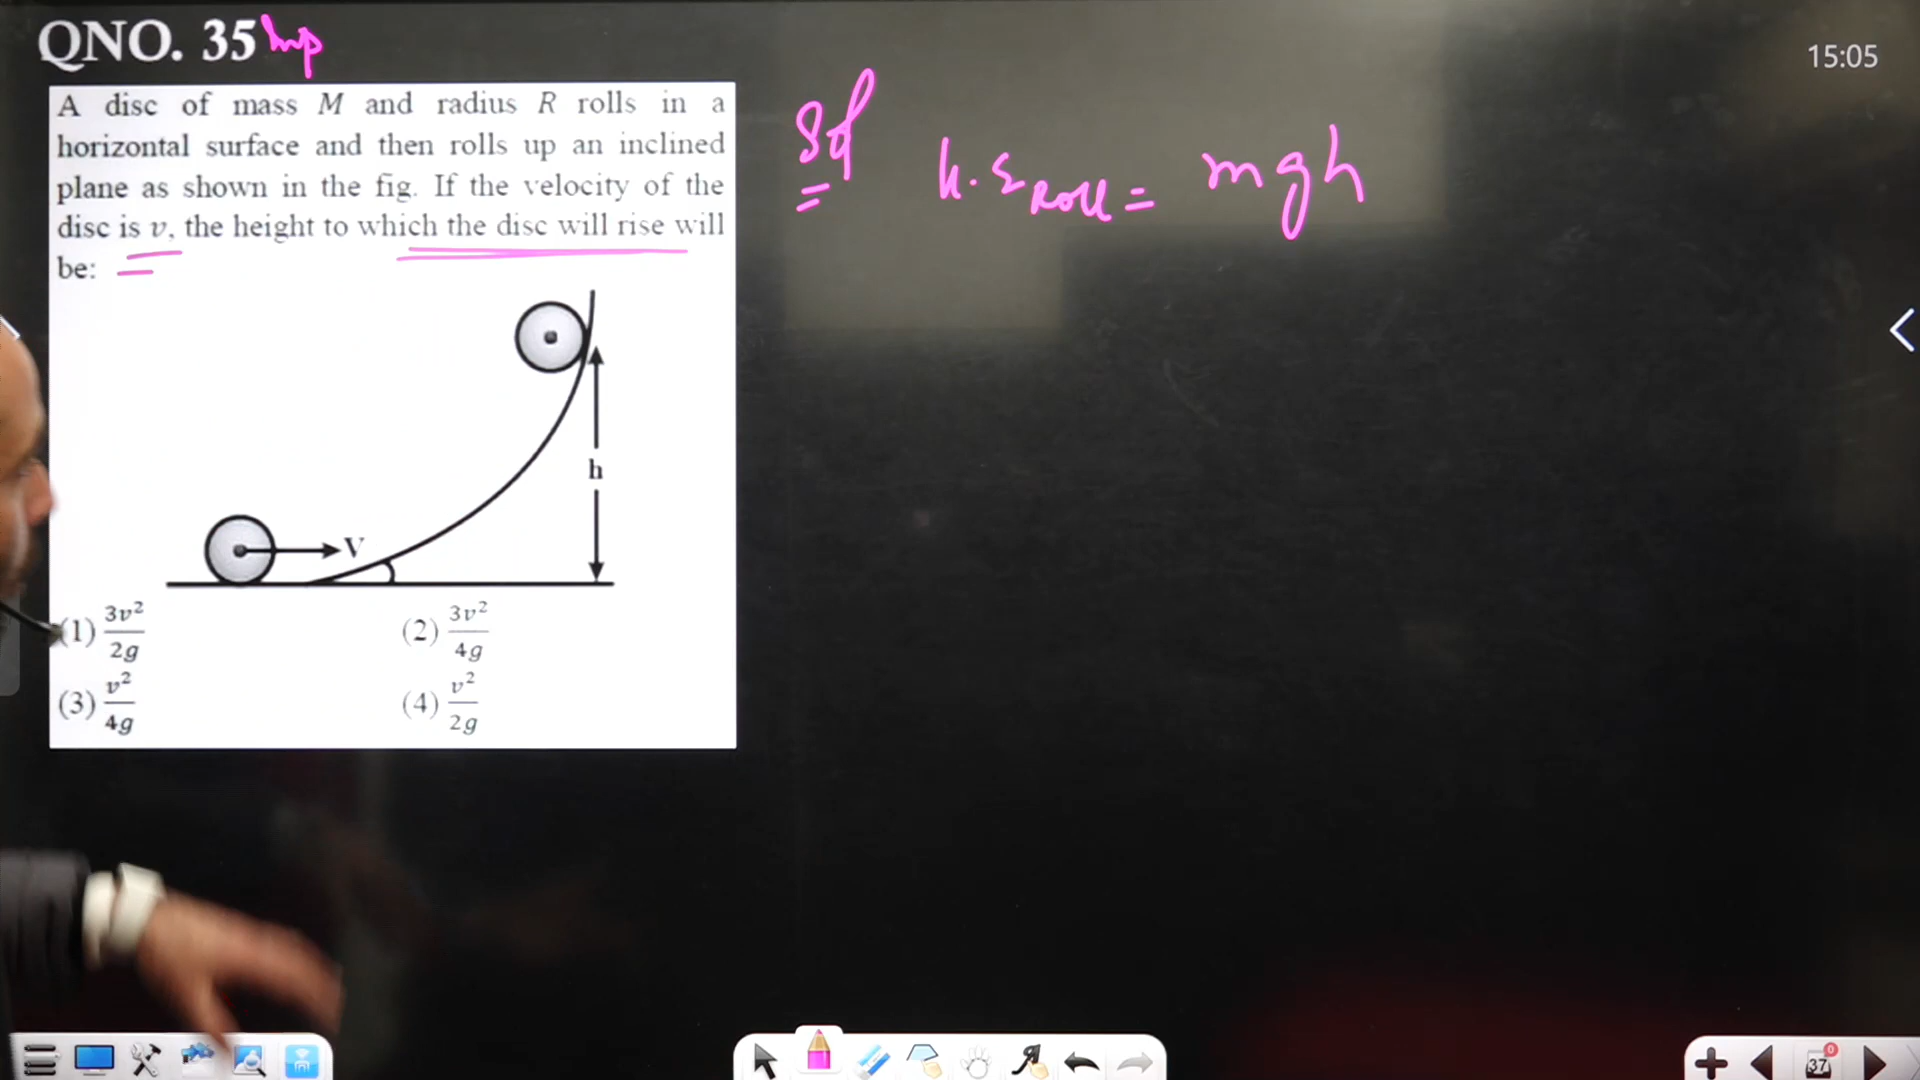 QNO. 35 Imp
15:05
A disc of mass M and radius R rolls in a
horizontal surface and then rolls up an inclined
plane as shown in the fig. If the velocity of the
disc is v, the height to which the disc will rise will
be:
Sol
K.E Roll = mgh
h
V
(1) 3v²/2g
(2) 3v²/4g
(3) v²/4g
(4) v²/2g
37
0